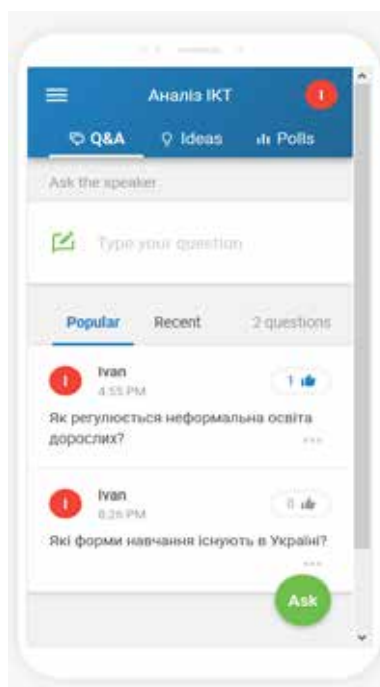 Аналіз ІКТ
I
Q&A Ideas Polls
Ask the speaker
Type your question
Popular Recent 2 questions
I Ivan
4:55 PM
1
Як регулюється неформальна освіта
дорослих?
I Ivan
8:26 PM
0
Які форми навчання існують в Україні?
Ask